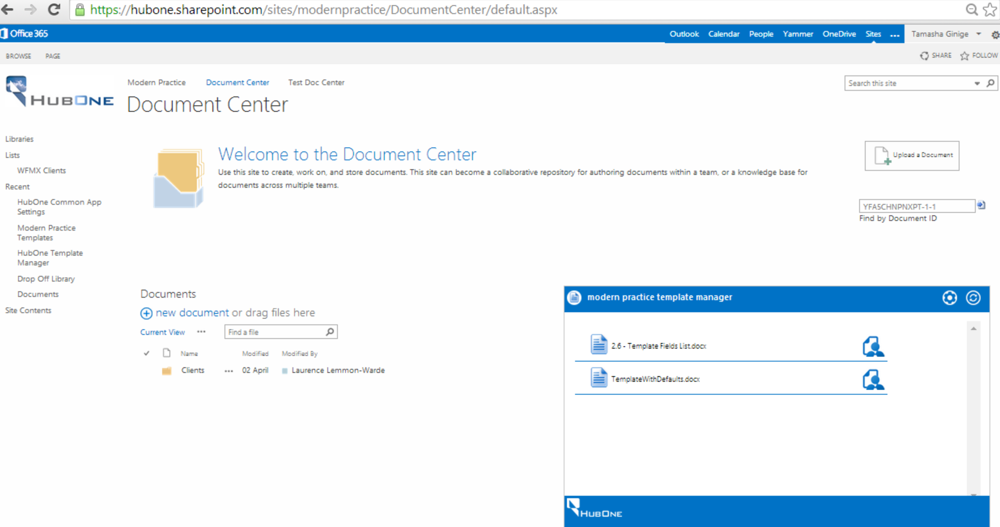 https://hubone.sharepoint.com/sites/modernpractice/DocumentCenter/default.aspx
Office 365
Outlook Calendar People Yammer OneDrive Sites ... Tamasha Ginige
BROWSE PAGE
SHARE FOLLOW
HUBONE
Modern Practice Document Center Test Doc Center
Search this site
Document Center
Libraries
Lists
WFMX Clients
Recent
HubOne Common App
Settings
Modern Practice
Templates
HubOne Template
Manager
Drop Off Library
Documents
Site Contents
Welcome to the Document Center
Use this site to create, work on, and store documents. This site can become a collaborative repository for authoring documents within a team, or a knowledge base for
documents across multiple teams.
Upload a Document
YFA5CHNPNXPT-1-1
Find by Document ID
Documents
new document or drag files here
Current View ... Find a file
Name Modified Modified By
Clients ... 02 April Laurence Lemmon-Warde
modern practice template manager
2.6 - Template Fields List.docx
TemplateWithDefaults.docx
HUBONE